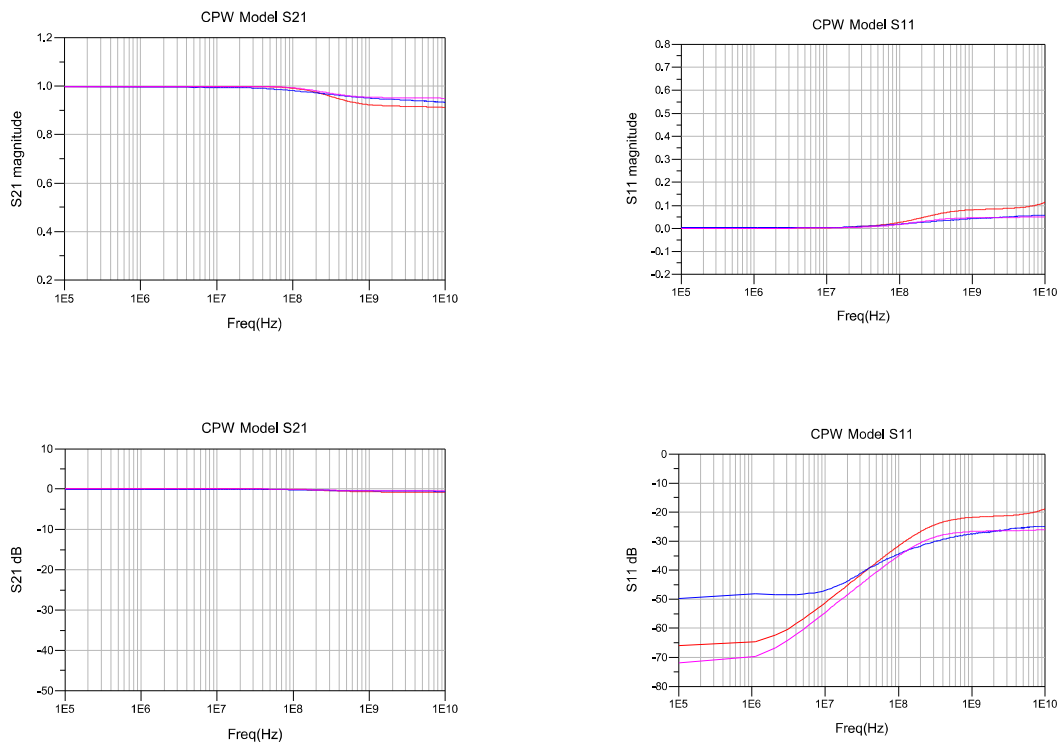 CPW Model S21
1.2
1.0
0.8
0.6
0.4
0.2
S21 magnitude
1E5 1E6 1E7 1E8 1E9 1E10
Freq(Hz)
CPW Model S11
0.8
0.7
0.6
0.5
0.4
0.3
0.2
0.1
0.0
-0.1
-0.2
S11 magnitude
1E5 1E6 1E7 1E8 1E9 1E10
Freq(Hz)
CPW Model S21
10
0
-10
-20
-30
-40
-50
S21 dB
1E5 1E6 1E7 1E8 1E9 1E10
Freq(Hz)
CPW Model S11
0
-10
-20
-30
-40
-50
-60
-70
-80
S11 dB
1E5 1E6 1E7 1E8 1E9 1E10
Freq(Hz)